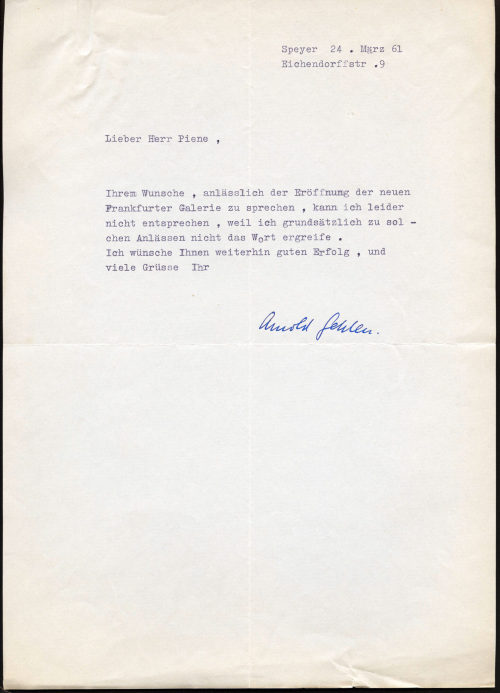 Speyer 24 . März 61
Eichendorffstr .9
Lieber Herr Piene ,
Ihrem Wunsche , anlässlich der Eröffnung der neuen
Frankfurter Galerie zu sprechen , kann ich leider
nicht entsprechen , weil ich grundsätzlich zu sol -
chen Anlässen nicht das Wort ergreife .
Ich wünsche Ihnen weiterhin guten Erfolg , und
viele Grüsse Ihr
Arnold Gehlen.